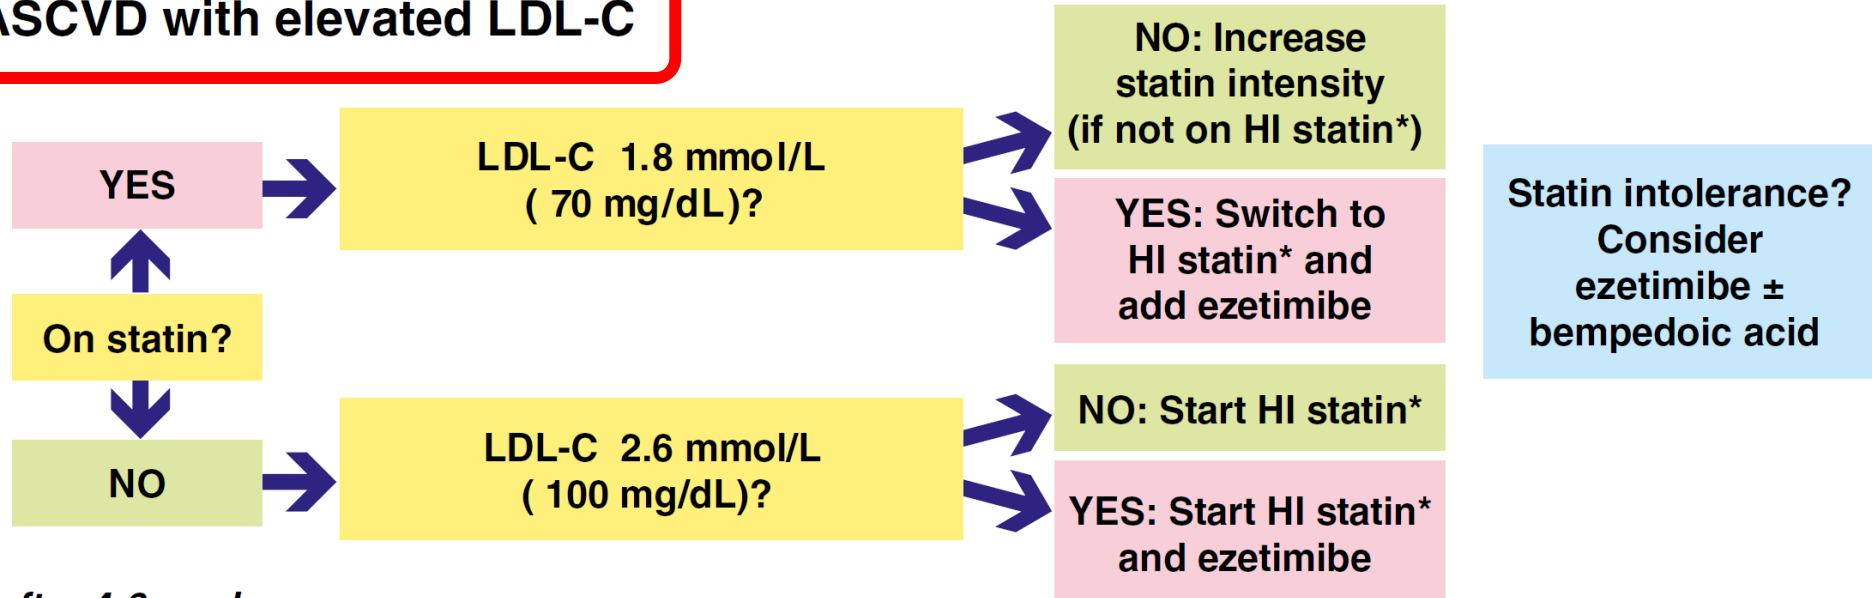 ASCVD with elevated LDL-C
NO: Increase
statin intensity
(if not on HI statin*)
YES
LDL-C 1.8 mmol/L
( 70 mg/dL)?
YES: Switch to
HI statin* and
add ezetimibe
Statin intolerance?
Consider
ezetimibe ±
bempedoic acid
On statin?
NO
LDL-C 2.6 mmol/L
( 100 mg/dL)?
NO: Start HI statin*
YES: Start HI statin*
and ezetimibe